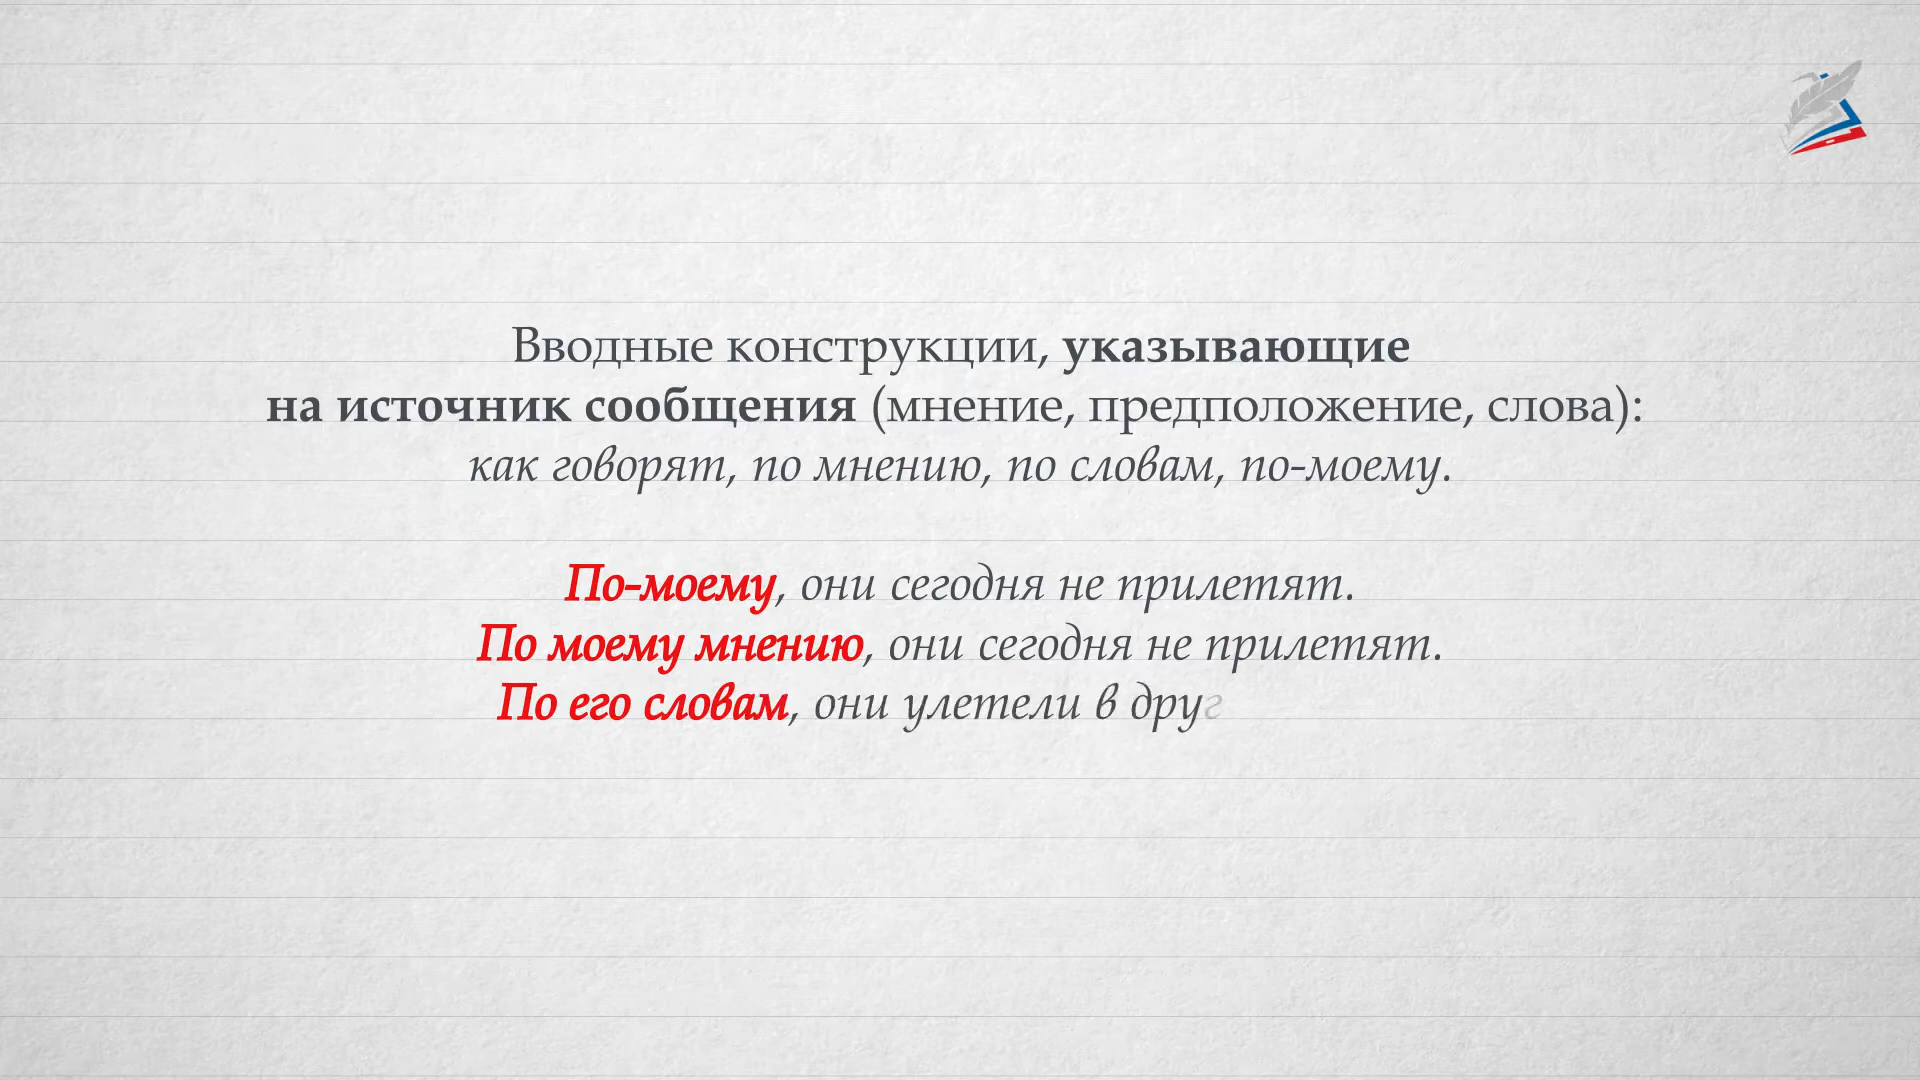 Вводные конструкции, указывающие
на источник сообщения (мнение, предположение, слова):
как говорят, по мнению, по словам, по-моему.
По-моему, они сегодня не прилетят.
По моему мнению, они сегодня не прилетят.
По его словам, они улетели в друг